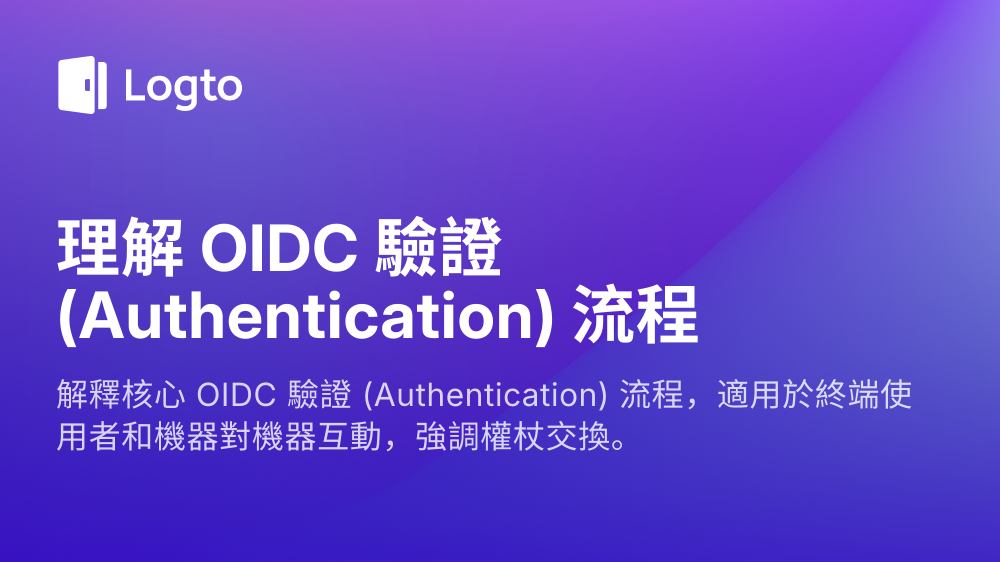 Logto
理解 OIDC 驗證
(Authentication) 流程
解釋核心 OIDC 驗證 (Authentication) 流程，適用於終端使
用者和機器對機器互動，強調權杖交換。